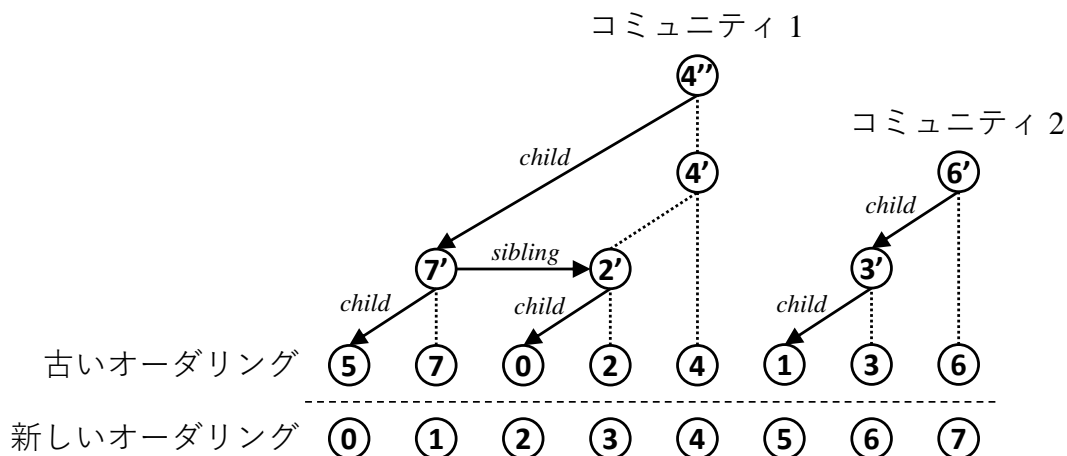 コミュニティ 1
4''
コミュニティ 2
child
4'
6'
child
7'
sibling
2'
3'
child
child
child
古いオーダリング 5 7 0 2 4 1 3 6
新しいオーダリング 0 1 2 3 4 5 6 7